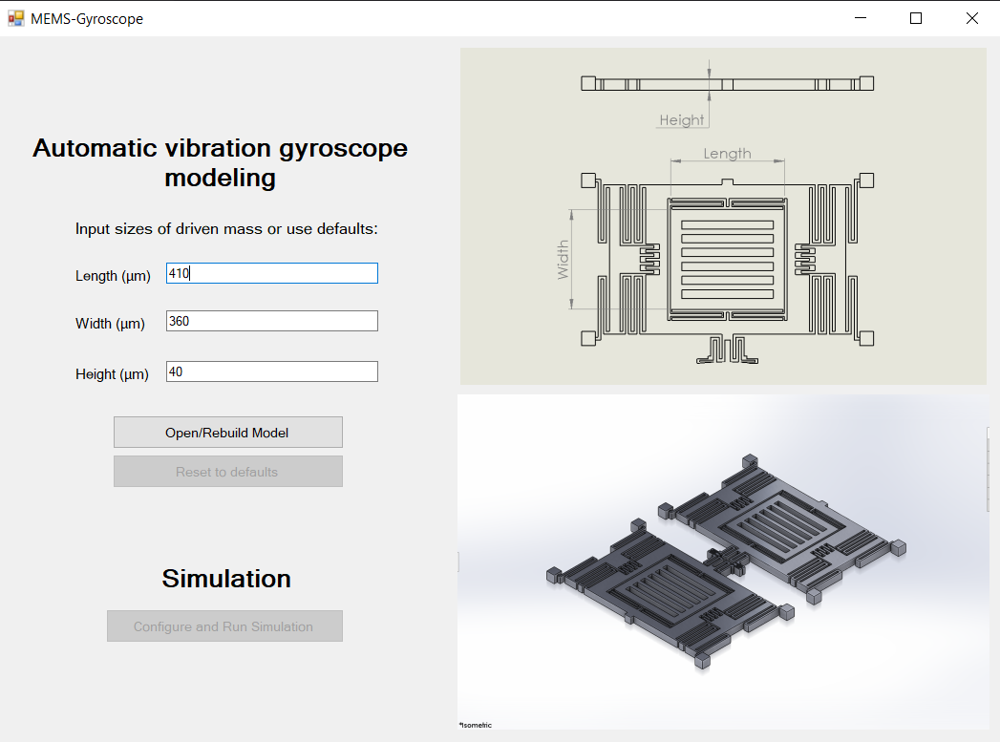 MEMS-Gyroscope
Automatic vibration gyroscope
modeling
Input sizes of driven mass or use defaults:
Length (μm)
410
Width (μm)
360
Height (μm)
40
Open/Rebuild Model
Reset to defaults
Simulation
Configure and Run Simulation
Height
Length
Width
*Isometric